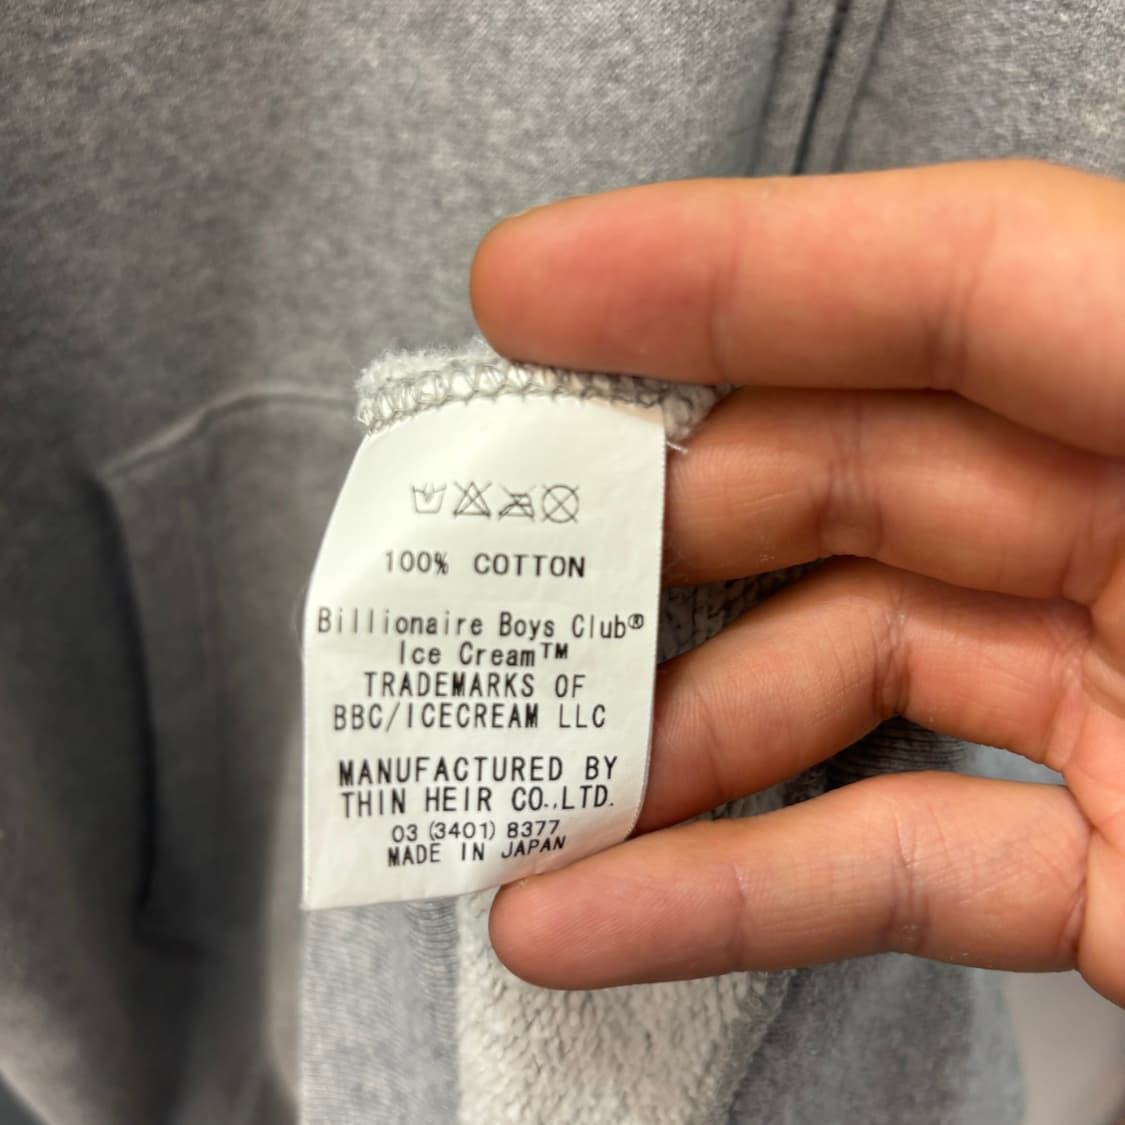 100% COTTON
Billionaire Boys Club®
Ice Cream™
TRADEMARKS OF
BBC/ICECREAM LLC
MANUFACTURED BY
THIN HEIR CO.,LTD.
03 (3401) 8377
MADE IN JAPAN